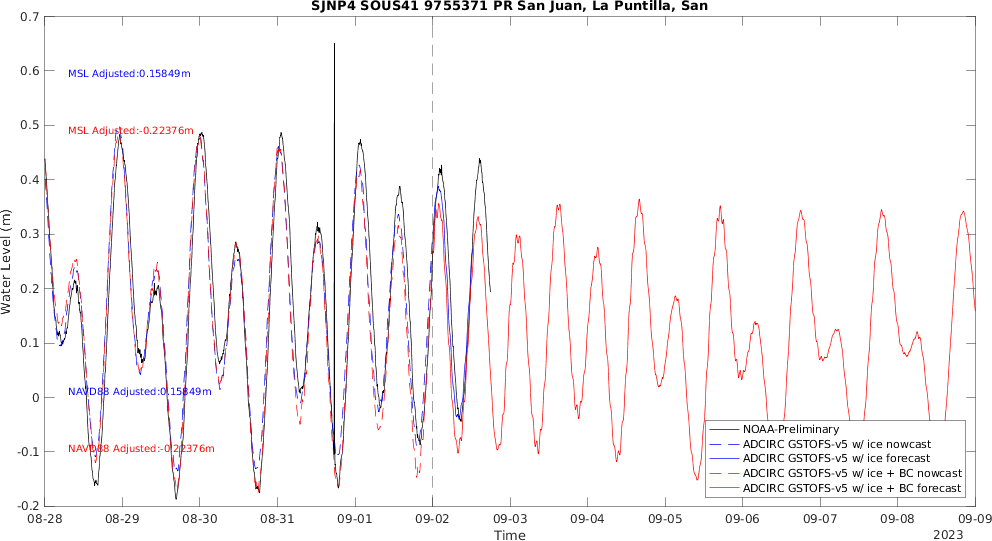 SJNP4 SOUS41 9755371 PR San Juan, La Puntilla, San
0.7
0.6
0.5
0.4
0.3
0.2
0.1
0
-0.1
-0.2
Water Level (m)
MSL Adjusted:0.15849m
MSL Adjusted:-0.22376m
NAVD88 Adjusted:0.15849m
NAVD88 Adjusted:-0.22376m
NOAA-Preliminary
ADCIRC GSTOFS-v5 w/ ice nowcast
ADCIRC GSTOFS-v5 w/ ice forecast
ADCIRC GSTOFS-v5 w/ ice + BC nowcast
ADCIRC GSTOFS-v5 w/ ice + BC forecast
08-28 08-29 08-30 08-31 09-01 09-02 09-03 09-04 09-05 09-06 09-07 09-08 09-09
Time
2023